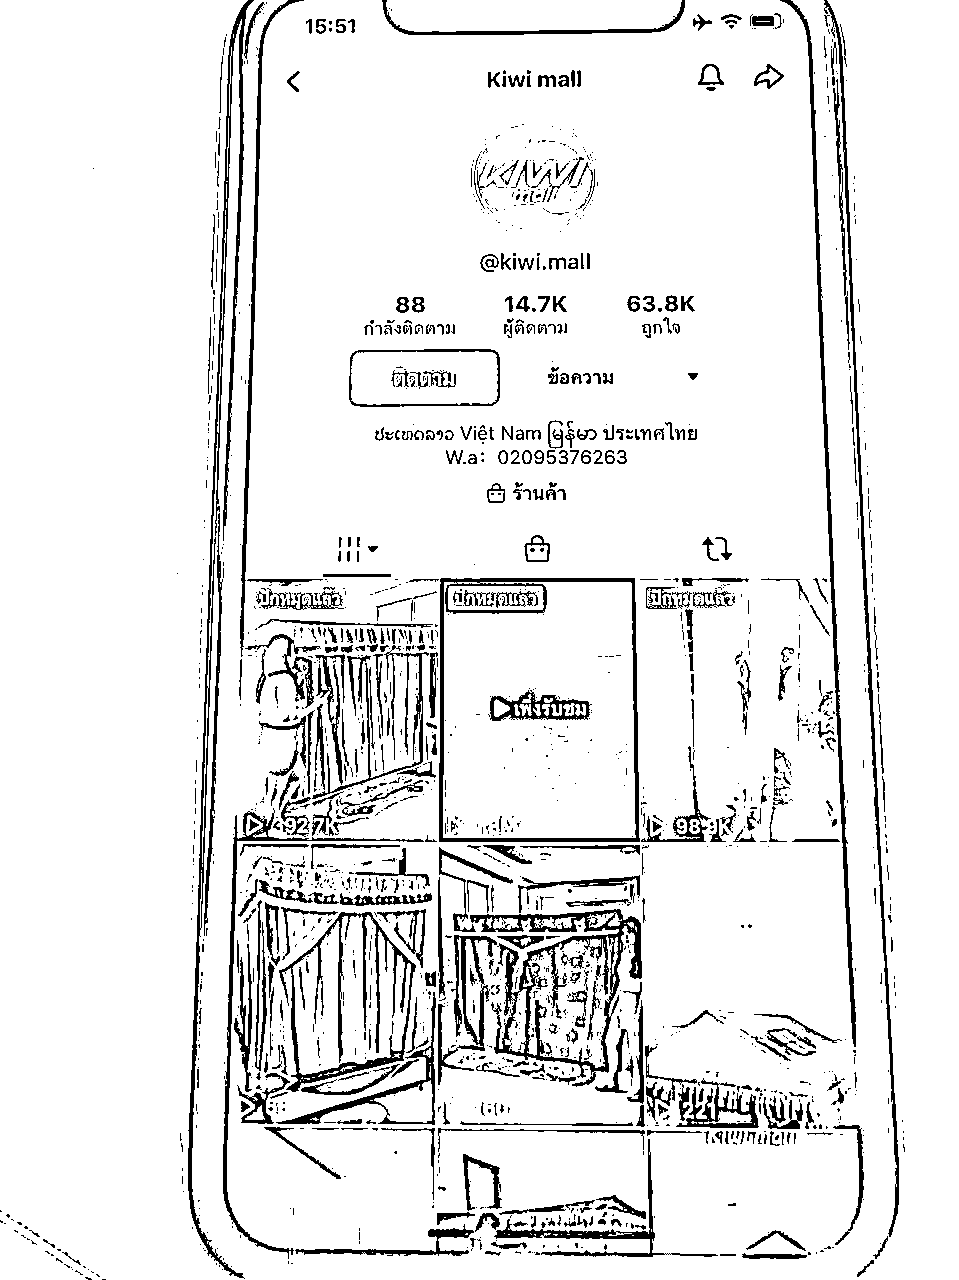 15:51
Kiwi mall
KIWI
mall
@kiwi.mall
88 14.7K 63.8K
กำลังติดตาม ผู้ติดตาม ถูกใจ
ติดตาม ข้อความ
ປະເທດລາວ Việt Nam မြန်မာ ประเทศไทย
W.a: 02095376263
ร้านค้า
ปักหมุดแล้ว ปักหมุดแล้ว ปักหมุดแล้ว
เพิ่งรับชม
392.7K 98.9K
221